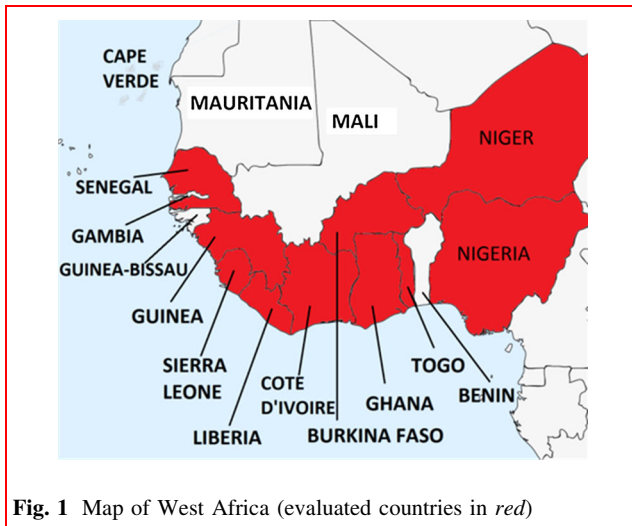 CAPE
VERDE
MAURITANIA
MALI
NIGER
SENEGAL
GAMBIA
NIGERIA
GUINEA-BISSAU
GUINEA
SIERRA
LEONE
TOGO
COTE
D'IVOIRE
GHANA
BENIN
LIBERIA
BURKINA FASO
Fig. 1 Map of West Africa (evaluated countries in red)